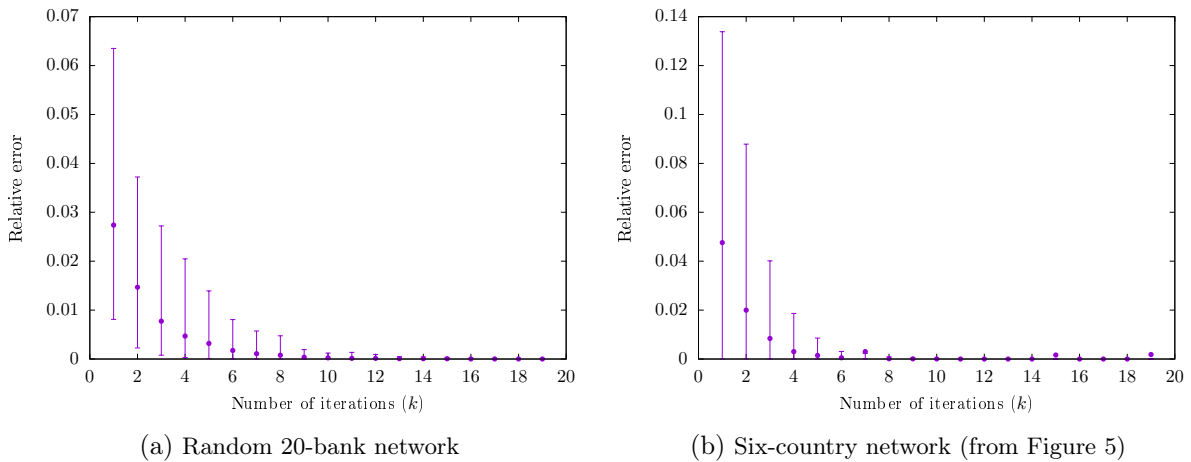 0.07
0.06
0.05
0.04
0.03
0.02
0.01
0
Relative error
0 2 4 6 8 10 12 14 16 18 20
Number of iterations (k)
(a) Random 20-bank network
0.14
0.12
0.1
0.08
0.06
0.04
0.02
0
Relative error
0 2 4 6 8 10 12 14 16 18 20
Number of iterations (k)
(b) Six-country network (from Figure 5)